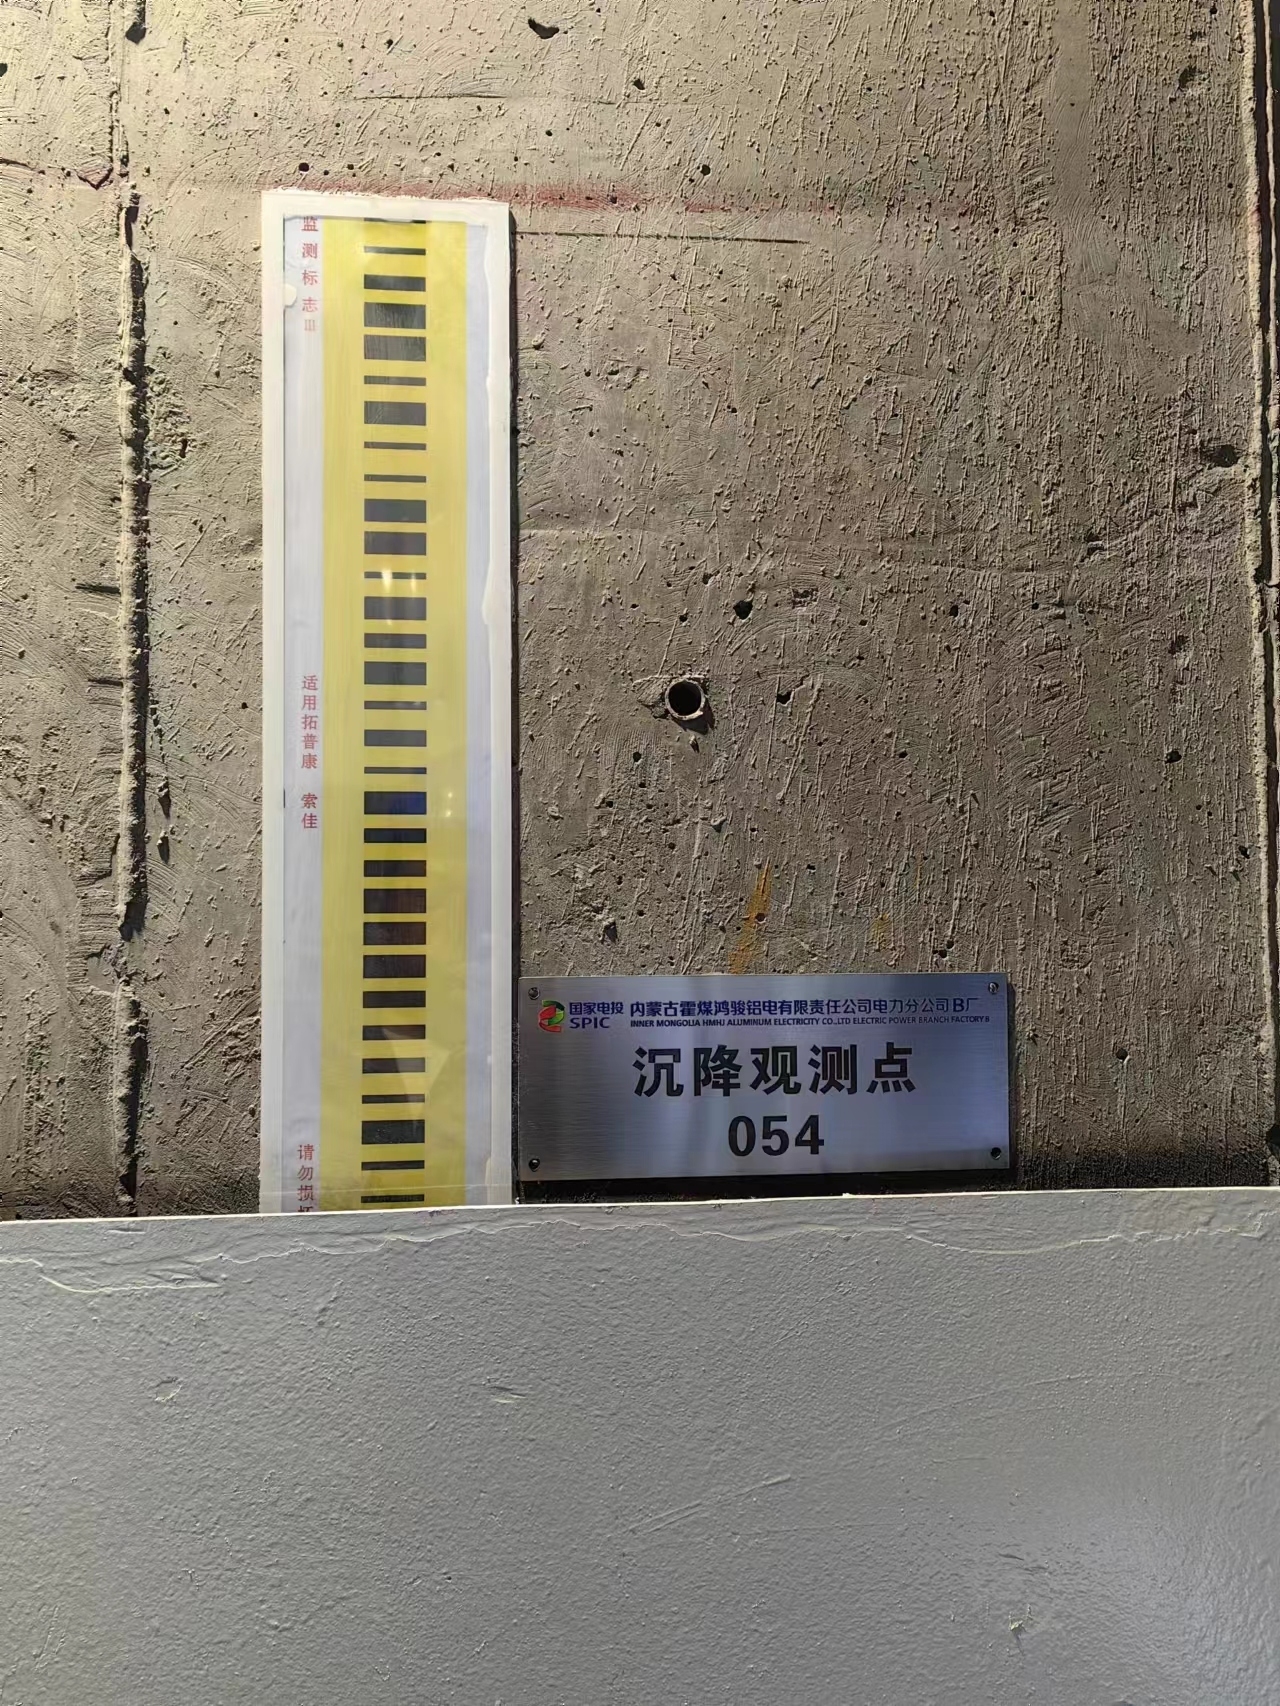 监测标志III
适用拓普康 索佳
请勿损
国家电投
SPIC
内蒙古霍煤鸿骏铝电有限责任公司电力分公司B厂
INNER MONGOLIA HMHJ ALUMINUM ELECTRICITY CO.,LTD ELECTRIC POWER BRANCH FACTORY B
沉降观测点
054